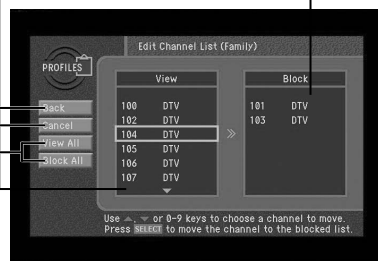 Edit Channel List (Family)
PROFILES
View
Block
Back
Cancel
View All
Block All
100 DTV
102 DTV
104 DTV
105 DTV
106 DTV
107 DTV
101 DTV
103 DTV
Use ▲, ▼ or 0-9 keys to choose a channel to move.
Press SELECT to move the channel to the blocked list.